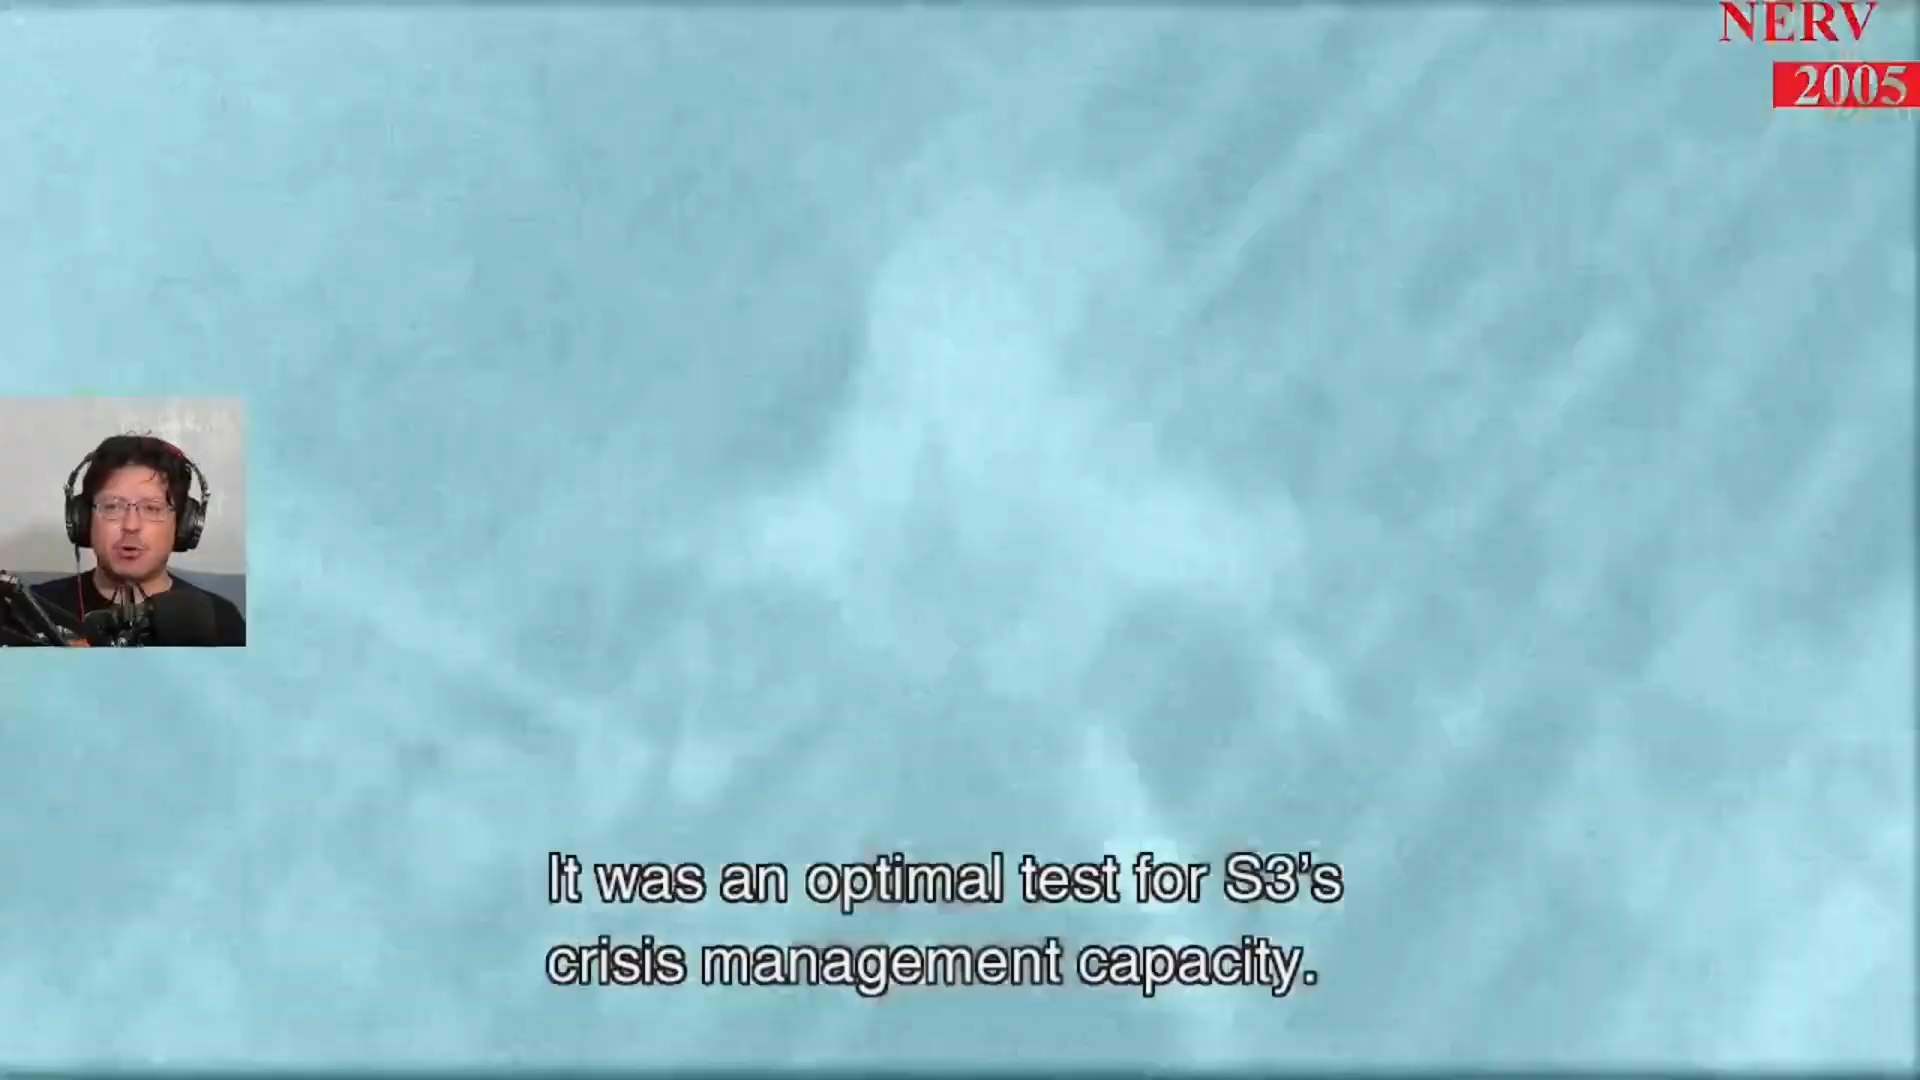 NERV
2005
It was an optimal test for S3's
crisis management capacity.